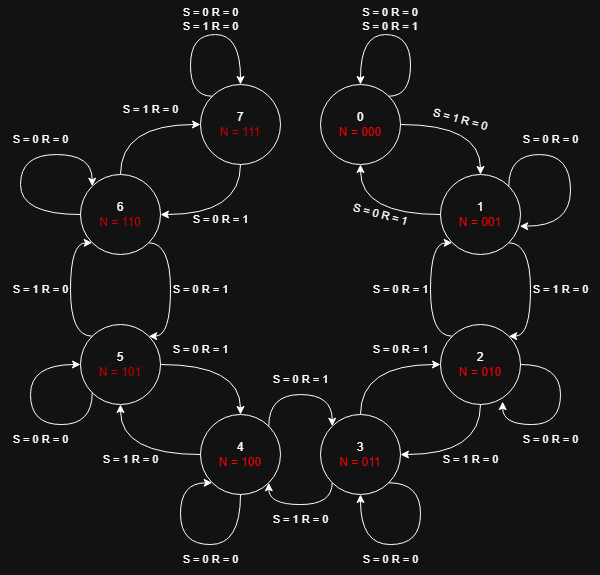 S = 0 R = 0
S = 1 R = 0
S = 0 R = 0
S = 0 R = 1
7
N = 111
0
N = 000
S = 1 R = 0
S = 1 R = 0
S = 0 R = 0
S = 0 R = 0
6
N = 110
S = 0 R = 1
S = 0 R = 1
1
N = 001
S = 1 R = 0
S = 0 R = 1
S = 0 R = 1
S = 1 R = 0
5
N = 101
S = 0 R = 1
S = 0 R = 1
2
N = 010
S = 0 R = 1
S = 0 R = 0
S = 1 R = 0
4
N = 100
3
N = 011
S = 1 R = 0
S = 0 R = 0
S = 1 R = 0
S = 0 R = 0
S = 0 R = 0